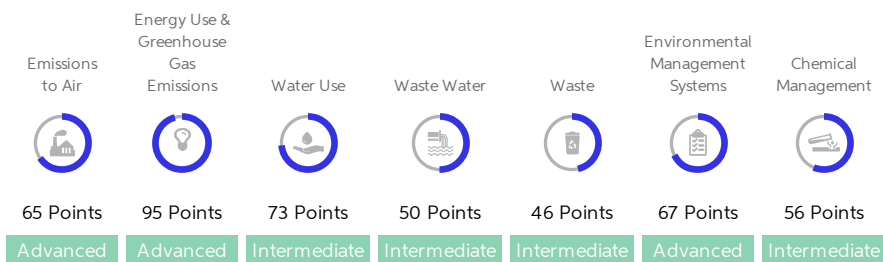 Emissions
to Air
Energy Use &
Greenhouse
Gas
Emissions
Water Use
Waste Water
Waste
Environmental
Management
Systems
Chemical
Management
65 Points
95 Points
73 Points
50 Points
46 Points
67 Points
56 Points
Advanced
Advanced
Intermediate
Intermediate
Intermediate
Advanced
Intermediate